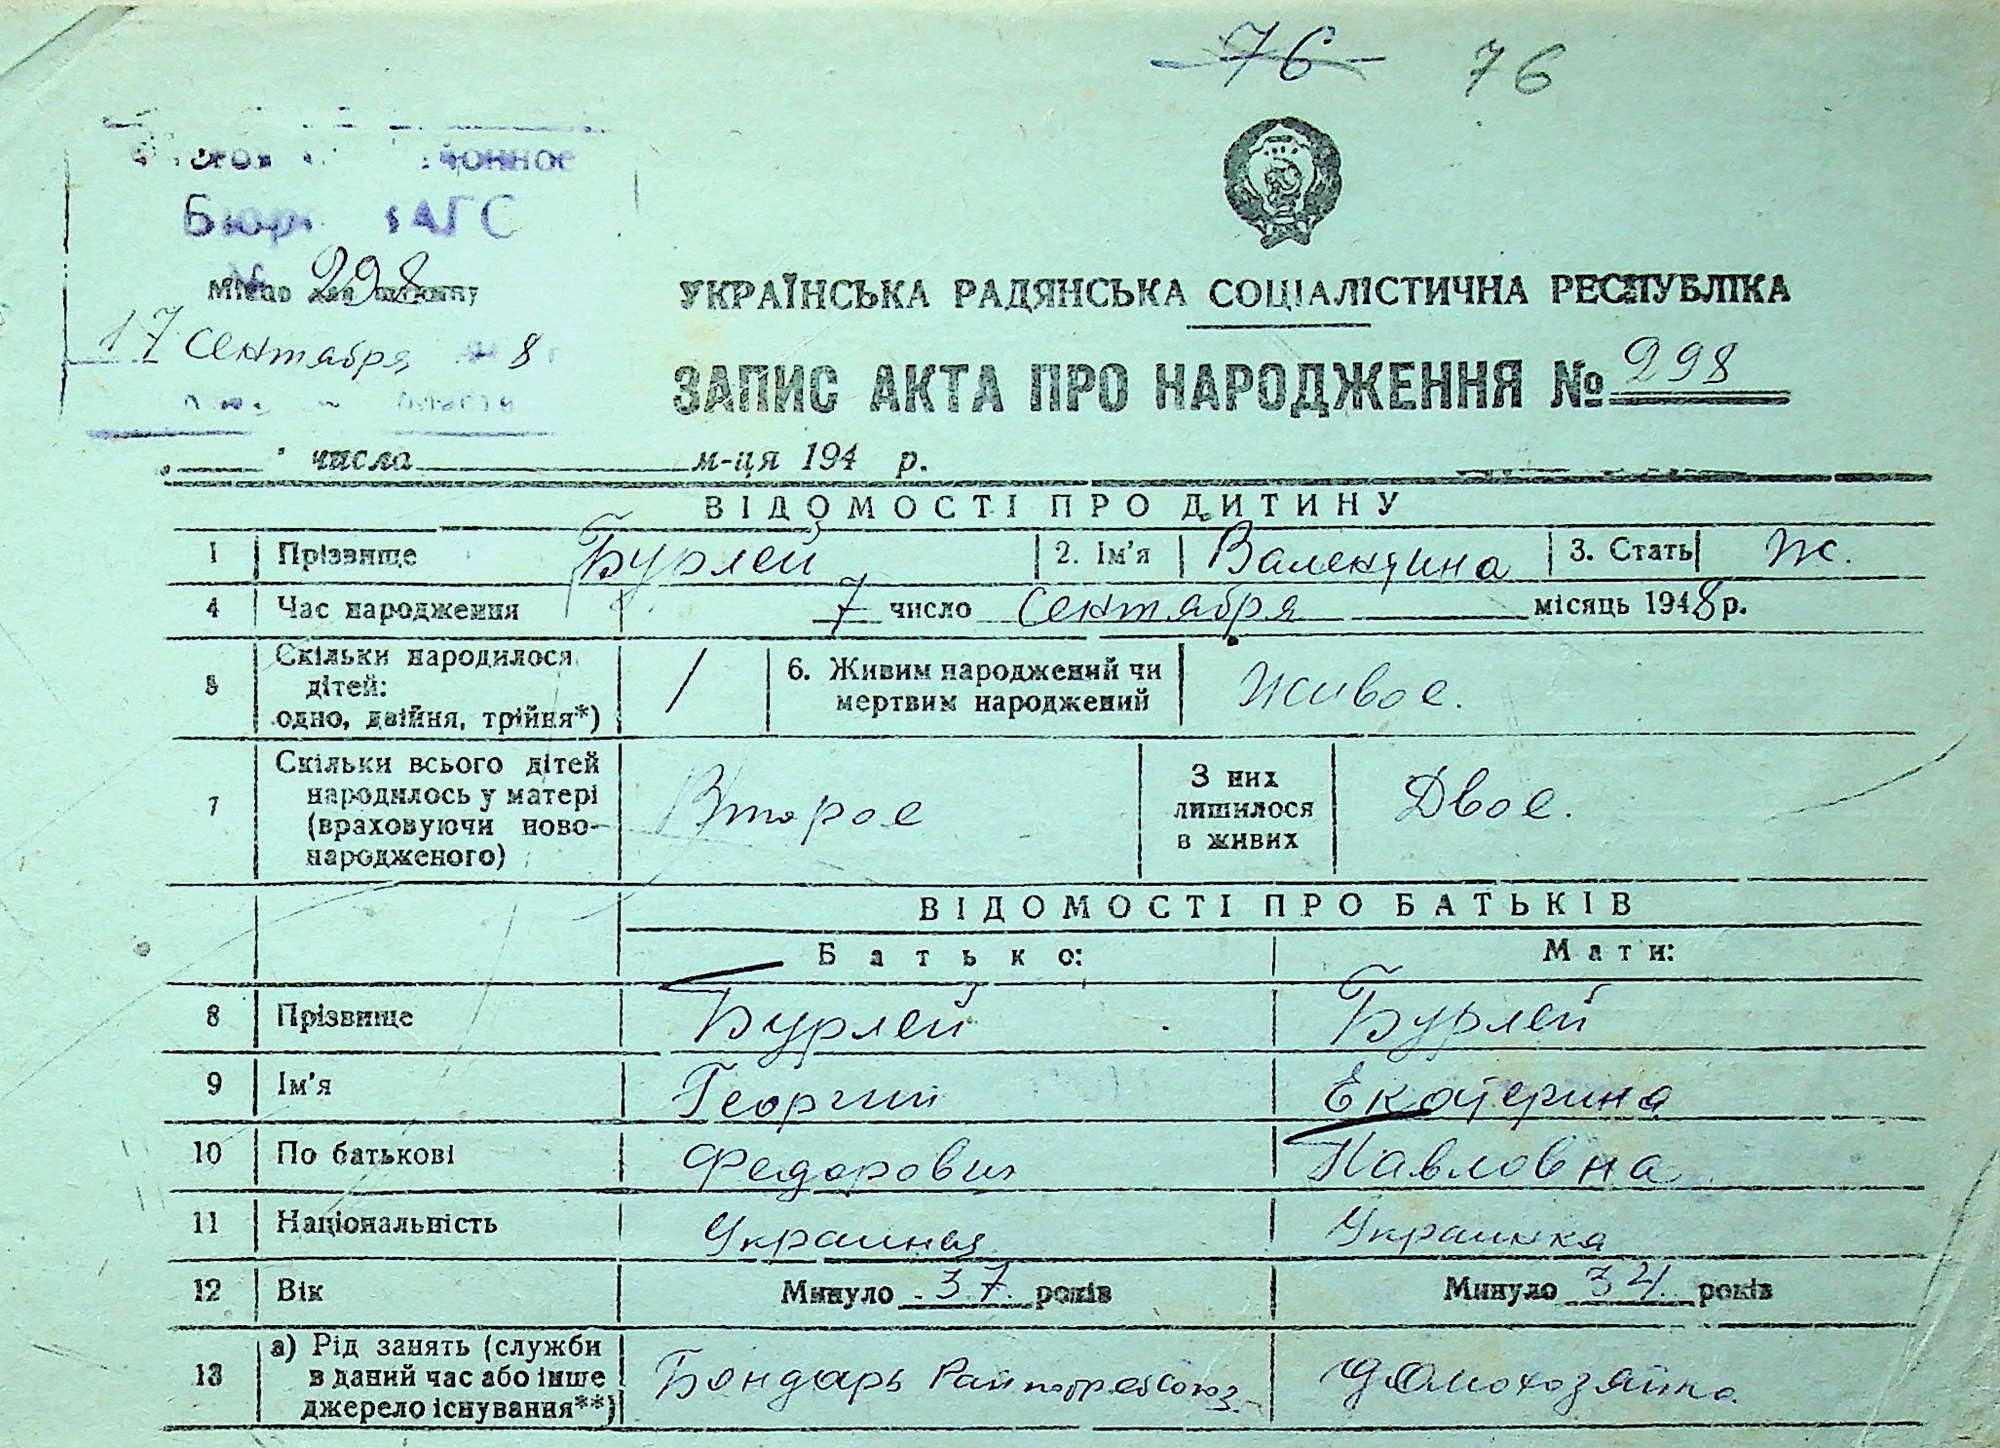 76 76
Бюро ЗАГС
№ 298
Місце для штампу
17 Сентября 8
УКРАЇНСЬКА РАДЯНСЬКА СОЦІАЛІСТИЧНА РЕСПУБЛІКА
ЗАПИС АКТА ПРО НАРОДЖЕННЯ № 298
числа м-ця 194 р.
ВІДОМОСТІ ПРО ДИТИНУ
1 Прізвище Бурлей 2. Ім'я Валентина 3. Стать Ж.
4 Час народження 7 число Сентября місяць 1948 р.
5 Скільки народилося дітей: одно, двійня, трійня*) / 6. Живим народжений чи мертвим народжений Живое.
7 Скільки всього дітей народилось у матері (враховуючи новонародженого) Второе З них лишилося в живих Двое.
ВІДОМОСТІ ПРО БАТЬКІВ
Батько: Мати:
8 Прізвище Бурлей Бурлей
9 Ім'я Георгий Екатерина
10 По батькові Федорович Павловна
11 Національність Украинец Украинка
12 Вік Минуло 37. років Минуло 34. років
13 а) Рід занять (служби в даний час або інше джерело існування**) Бондарь Райпотребсоюз. Домохозяйка.